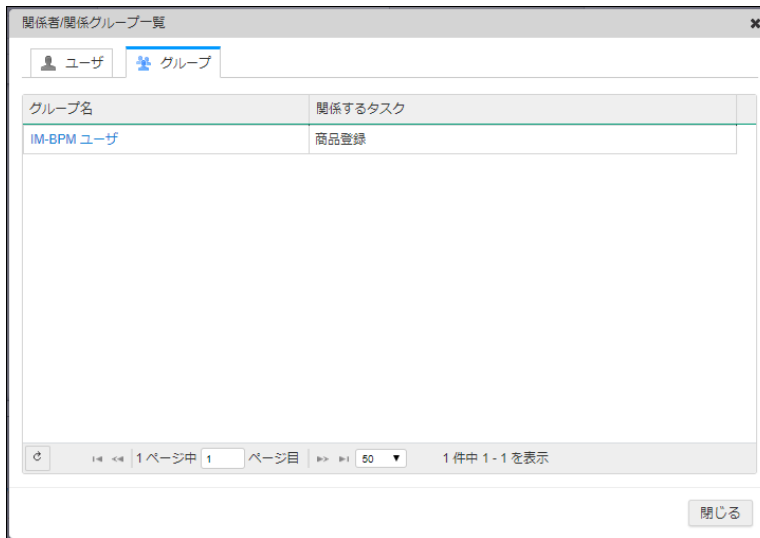 関係者/関係グループ一覧
ユーザ グループ
グループ名 関係するタスク
IM-BPM ユーザ 商品登録
1 ページ中 1 ページ目 50 1 件中 1 - 1 を表示
閉じる